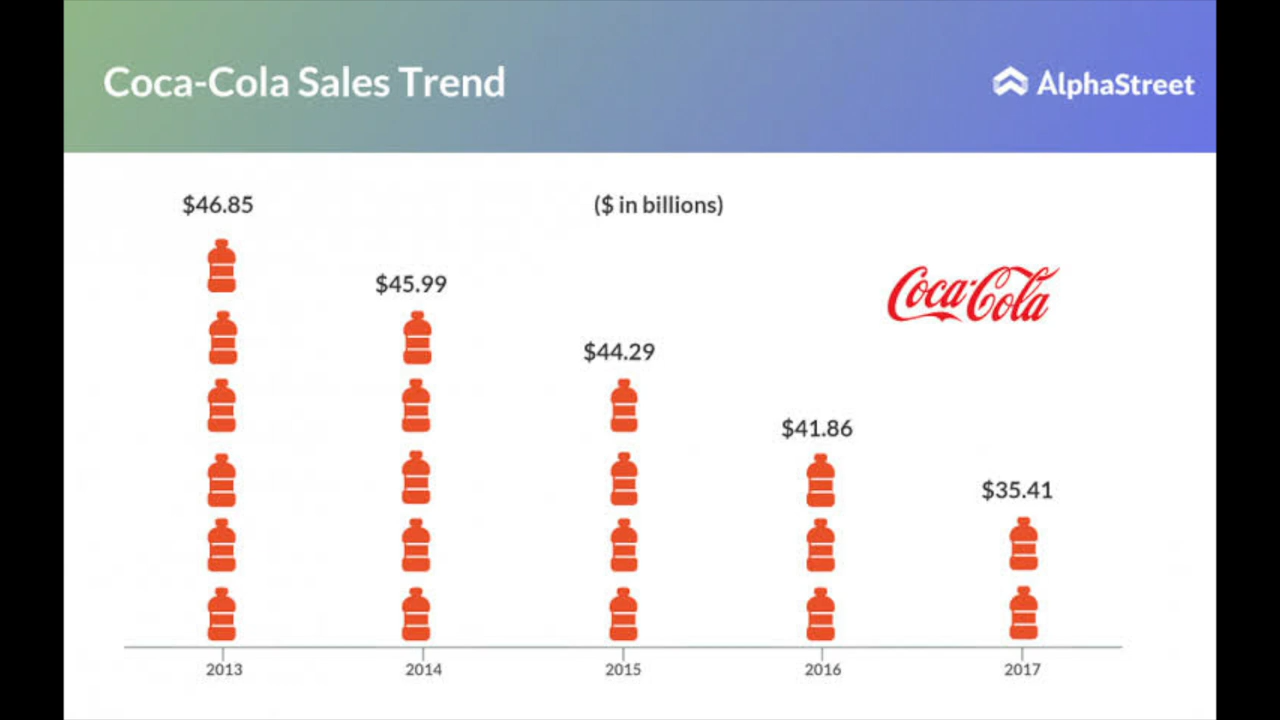 Coca-Cola Sales Trend
AlphaStreet
$46.85
($ in billions)
$45.99
Coca-Cola
$44.29
$41.86
$35.41
2013
2014
2015
2016
2017